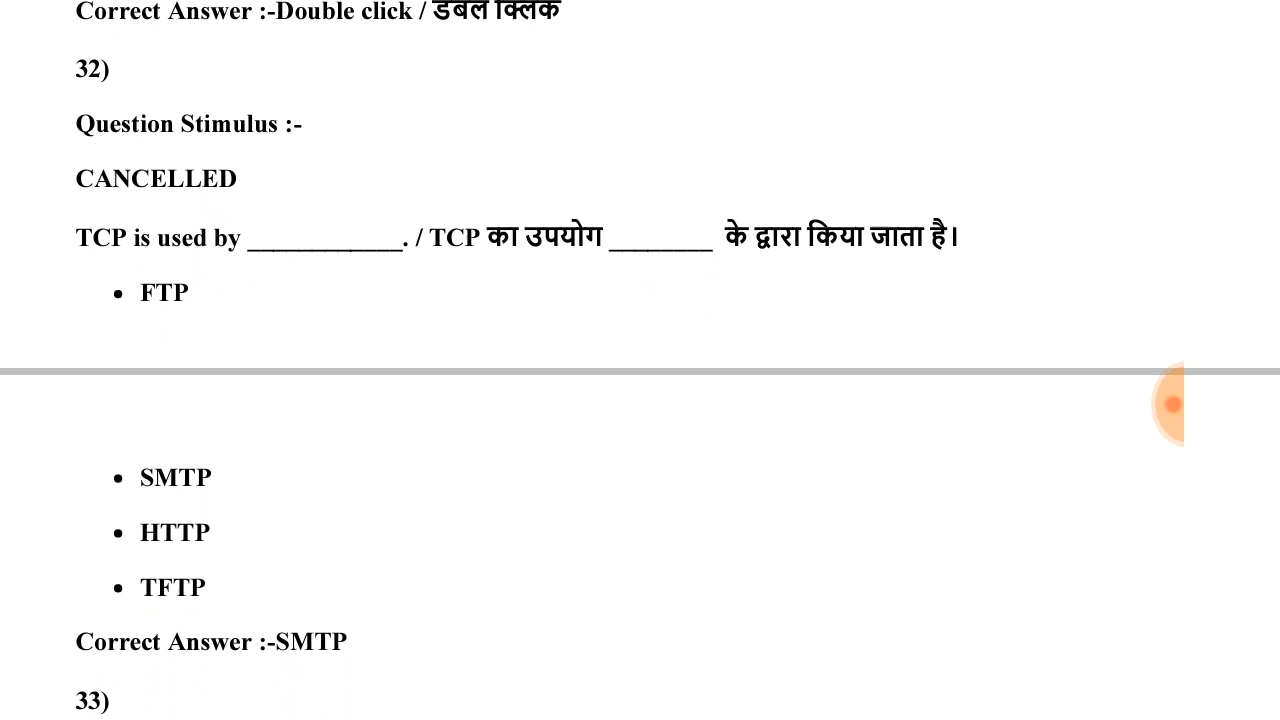 Correct Answer :-Double click / डबल क्लिक
32)
Question Stimulus :-
CANCELLED
TCP is used by ____________. / TCP का उपयोग ________ के द्वारा किया जाता है।
• FTP
• SMTP
• HTTP
• TFTP
Correct Answer :-SMTP
33)